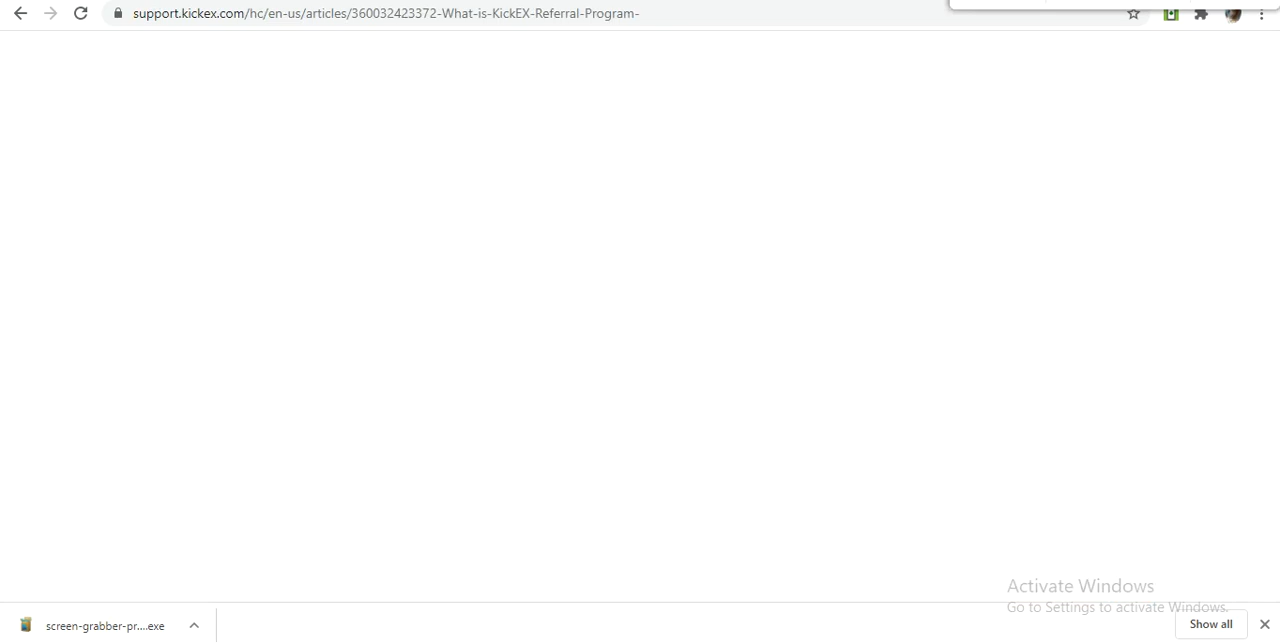 support.kickex.com/hc/en-us/articles/360032423372-What-is-KickEX-Referral-Program-
Activate Windows
Go to Settings to activate Windows.
screen-grabber-pr....exe
Show all